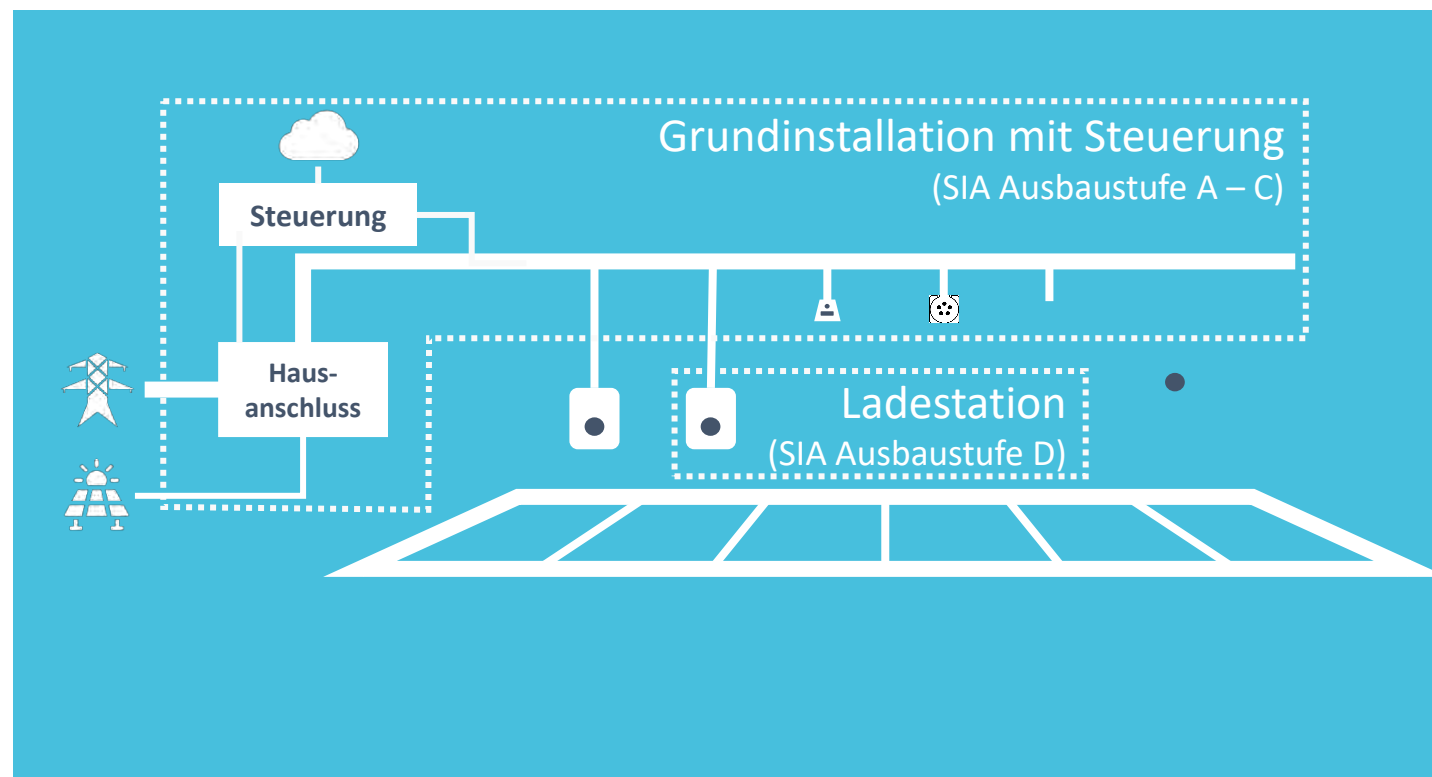 Grundinstallation mit Steuerung
(SIA Ausbaustufe A – C)
Steuerung
Haus-
anschluss
Ladestation
(SIA Ausbaustufe D)